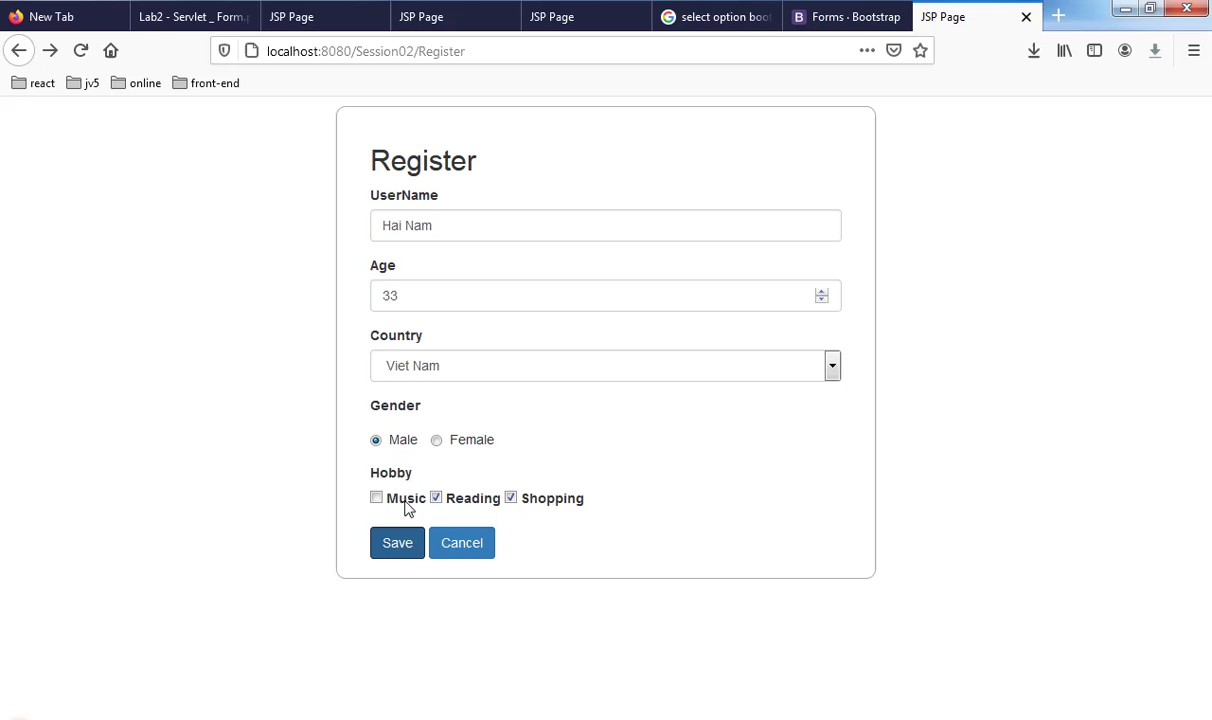 New Tab
Lab2 - Servlet _ Form.
JSP Page
JSP Page
JSP Page
select option boot
Forms · Bootstrap
JSP Page
localhost:8080/Session02/Register
react
jv5
online
front-end
Register
UserName
Hai Nam
Age
33
Country
Viet Nam
Gender
Male Female
Hobby
Music Reading Shopping
Save Cancel